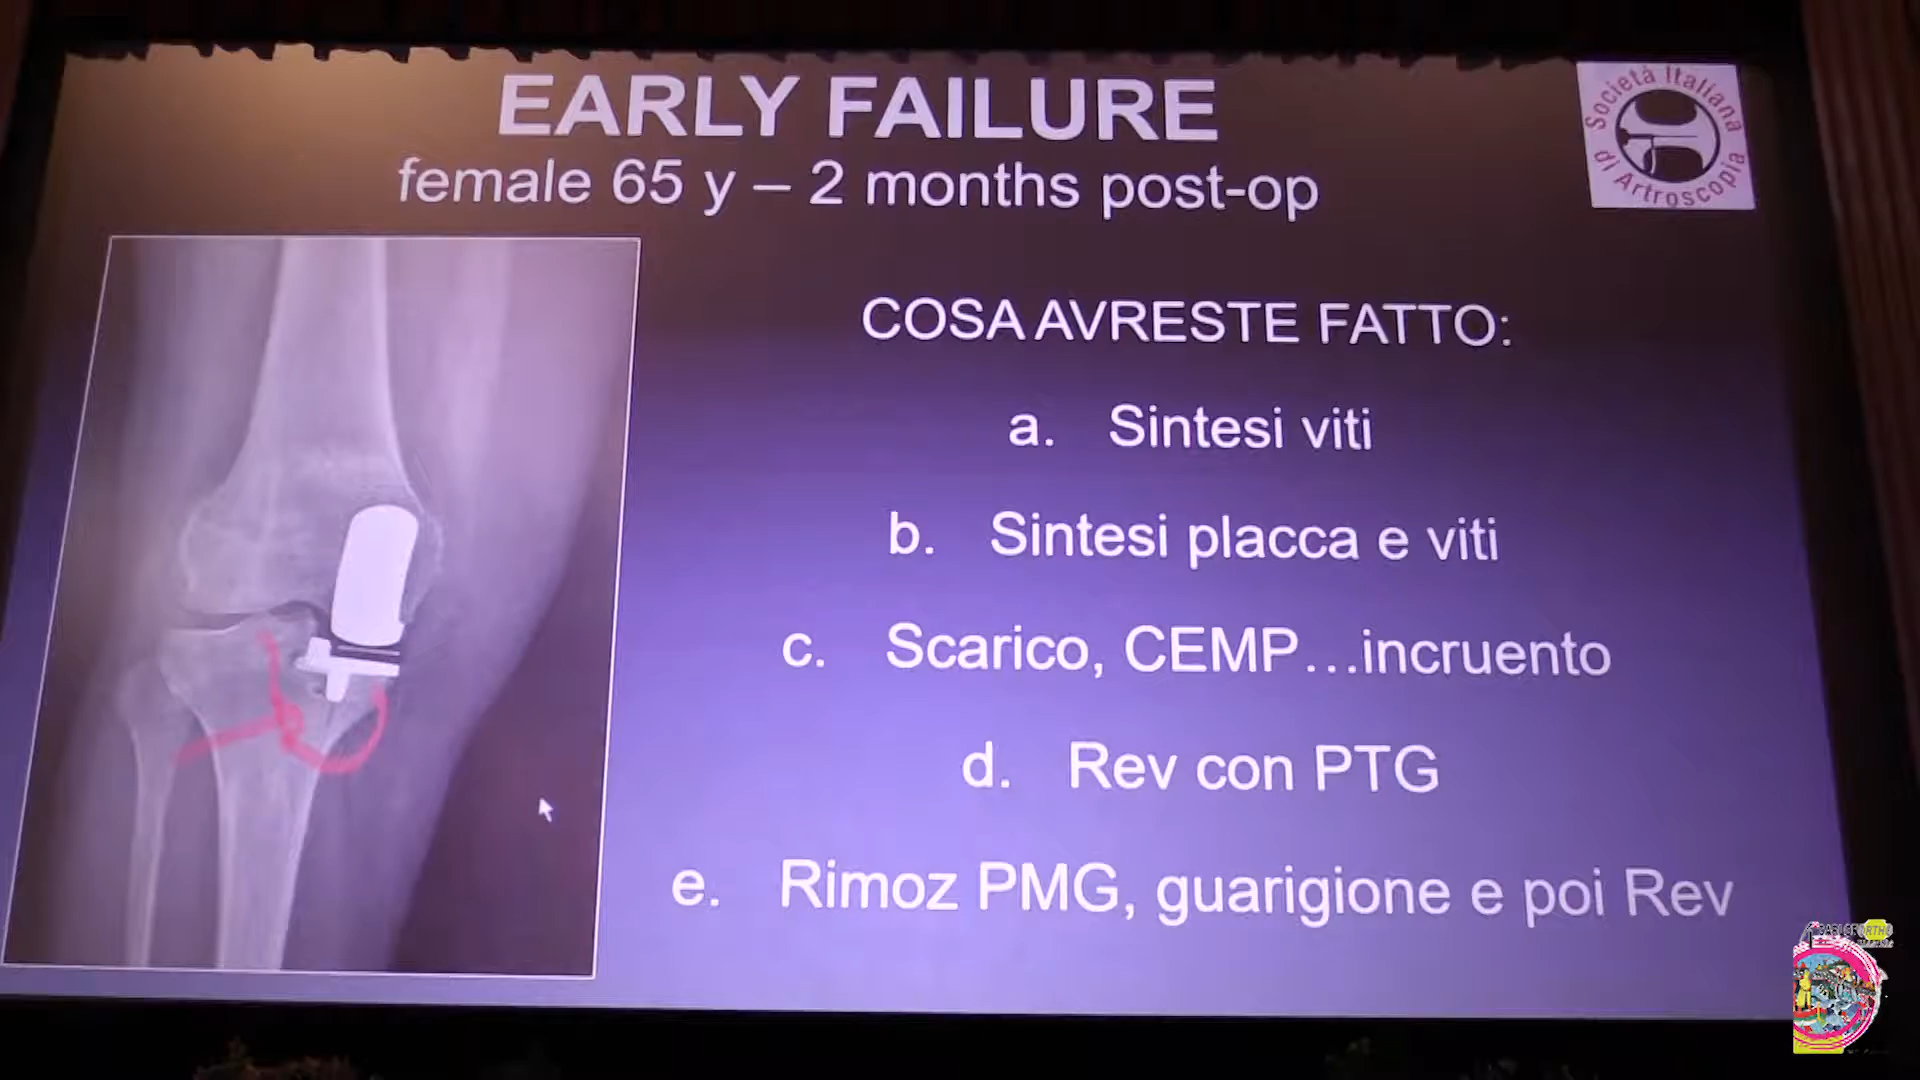 EARLY FAILURE
female 65 y – 2 months post-op
Società Italiana di Artroscopia
COSA AVRESTE FATTO:
a. Sintesi viti
b. Sintesi placca e viti
c. Scarico, CEMP...incruento
d. Rev con PTG
e. Rimoz PMG, guarigione e poi Rev